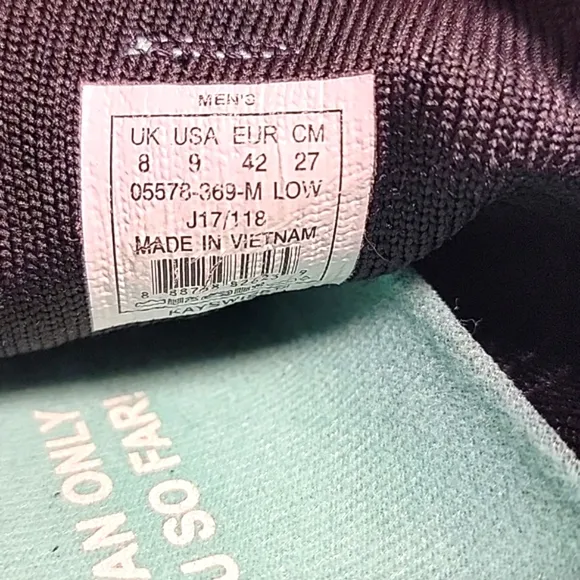 MEN'S
UK USA EUR CM
8 9 42 27
05578-369-M LOW
J17/118
MADE IN VIETNAM
AN ONLY
U SO FAR!